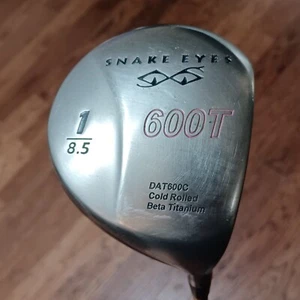 SNAKE EYES
1
8.5
600T
DAT600C
Cold Rolled
Beta Titanium